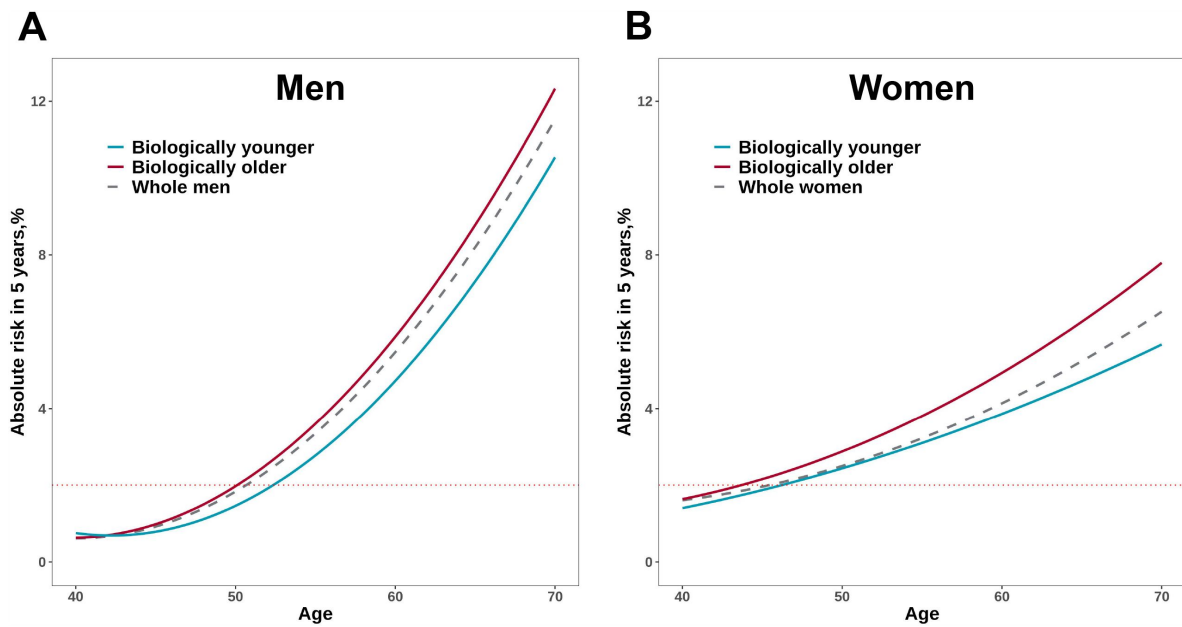 A
Men
Biologically younger
Biologically older
Whole men
12
8
4
0
40
50
60
70
Absolute risk in 5 years,%
Age
B
Women
Biologically younger
Biologically older
Whole women
12
8
4
0
40
50
60
70
Absolute risk in 5 years,%
Age